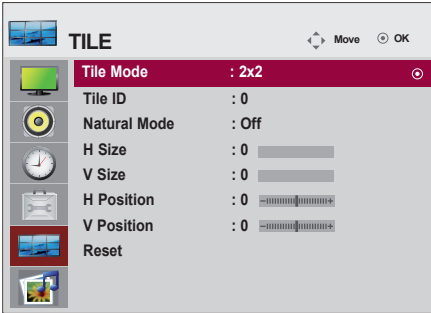 TILE Move OK
Tile Mode : 2x2
Tile ID : 0
Natural Mode : Off
H Size : 0
V Size : 0
H Position : 0 - +
V Position : 0 - +
Reset